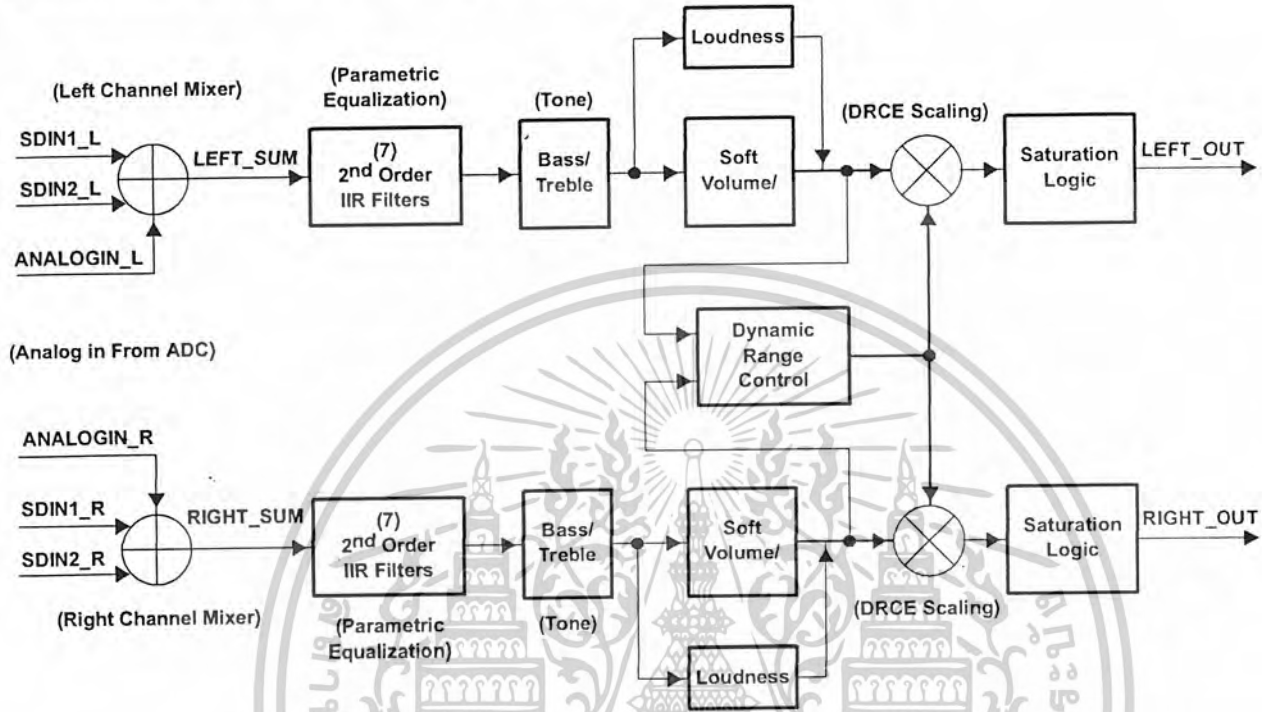 Loudness
(Left Channel Mixer)
(Parametric
Equalization)
(Tone)
(DRCE Scaling)
SDIN1_L
SDIN2_L
ANALOGIN_L
LEFT_SUM
(7)
2nd Order
IIR Filters
Bass/
Treble
Soft
Volume/
Saturation
Logic
LEFT_OUT
(Analog in From ADC)
Dynamic
Range
Control
ANALOGIN_R
SDIN1_R
SDIN2_R
RIGHT_SUM
(7)
2nd Order
IIR Filters
Bass/
Treble
Soft
Volume/
Saturation
Logic
RIGHT_OUT
(Right Channel Mixer)
(Parametric
Equalization)
(Tone)
(DRCE Scaling)
Loudness